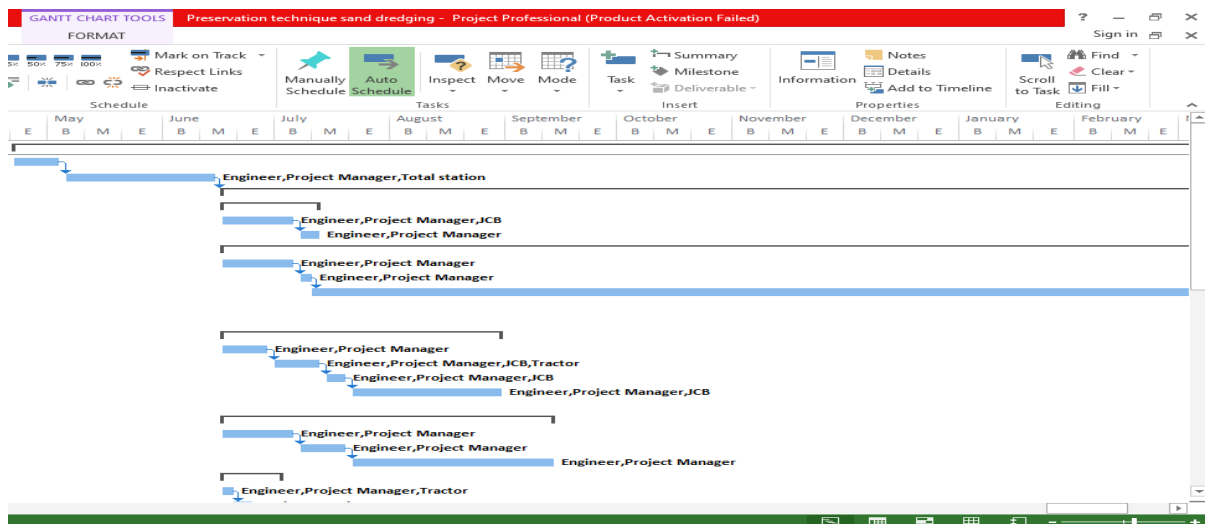 GANTT CHART TOOLS Preservation technique sand dredging - Project Professional (Product Activation Failed) ?
FORMAT Sign in
50× 75× 100× Mark on Track
Respect Links
Inactivate
Manually Schedule
Auto Schedule
Inspect
Move
Mode
Task
Summary
Milestone
Deliverable
Information
Notes
Details
Add to Timeline
Scroll to Task
Find
Clear
Fill
Schedule Tasks Insert Properties Editing
May June July August September October November December January February
E B M E B M E B M E B M E B M E B M E B M E B M E B M E B M E
Engineer,Project Manager,Total station
Engineer,Project Manager,JCB
Engineer,Project Manager
Engineer,Project Manager
Engineer,Project Manager
Engineer,Project Manager
Engineer,Project Manager,JCB,Tractor
Engineer,Project Manager,JCB
Engineer,Project Manager,JCB
Engineer,Project Manager
Engineer,Project Manager
Engineer,Project Manager
Engineer,Project Manager,Tractor